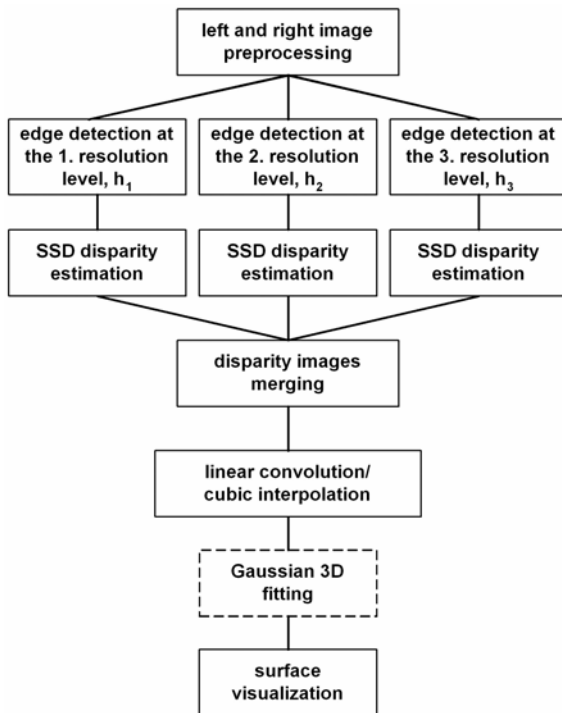 left and right image
preprocessing
edge detection at
the 1. resolution
level, h₁
edge detection at
the 2. resolution
level, h₂
edge detection at
the 3. resolution
level, h₃
SSD disparity
estimation
SSD disparity
estimation
SSD disparity
estimation
disparity images
merging
linear convolution/
cubic interpolation
Gaussian 3D
fitting
surface
visualization